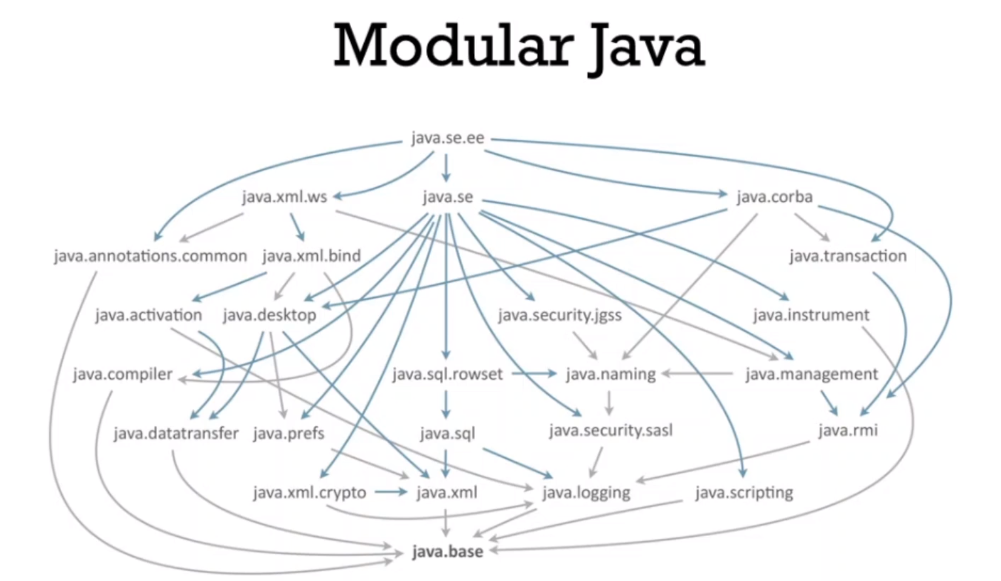 Modular Java
java.se.ee
java.xml.ws java.se java.corba
java.annotations.common java.xml.bind java.transaction
java.activation java.desktop java.security.jgss java.instrument
java.compiler java.sql.rowset java.naming java.management
java.datatransfer java.prefs java.sql java.security.sasl java.rmi
java.xml.crypto java.xml java.logging java.scripting
java.base